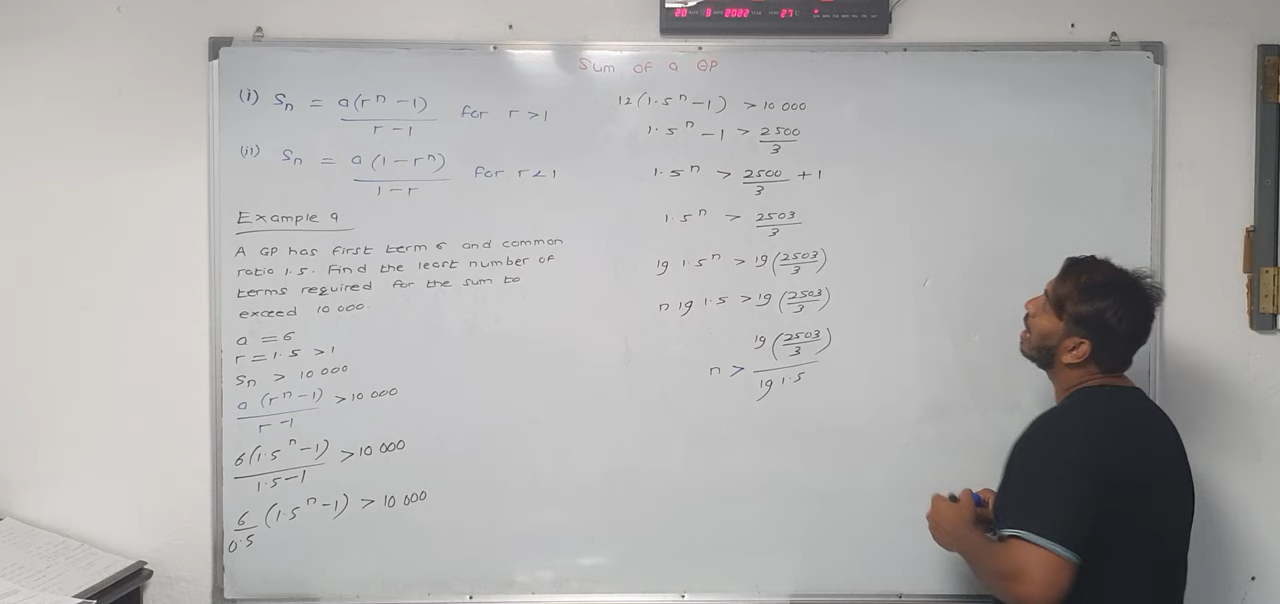 20 8 2022 27
Sum of a GP
(i) Sn = a(r^n - 1) / r - 1 for r > 1
(ii) Sn = a(1 - r^n) / 1 - r for r < 1
Example 9
A GP has first term 6 and common
ratio 1.5. Find the least number of
terms required for the sum to
exceed 10 000.
a = 6
r = 1.5 > 1
Sn > 10 000
a(r^n - 1) / r - 1 > 10 000
6(1.5^n - 1) / 1.5 - 1 > 10 000
6/0.5 (1.5^n - 1) > 10 000
12(1.5^n - 1) > 10 000
1.5^n - 1 > 2500/3
1.5^n > 2500/3 + 1
1.5^n > 2503/3
lg 1.5^n > lg(2503/3)
n lg 1.5 > lg(2503/3)
n > lg(2503/3) / lg 1.5